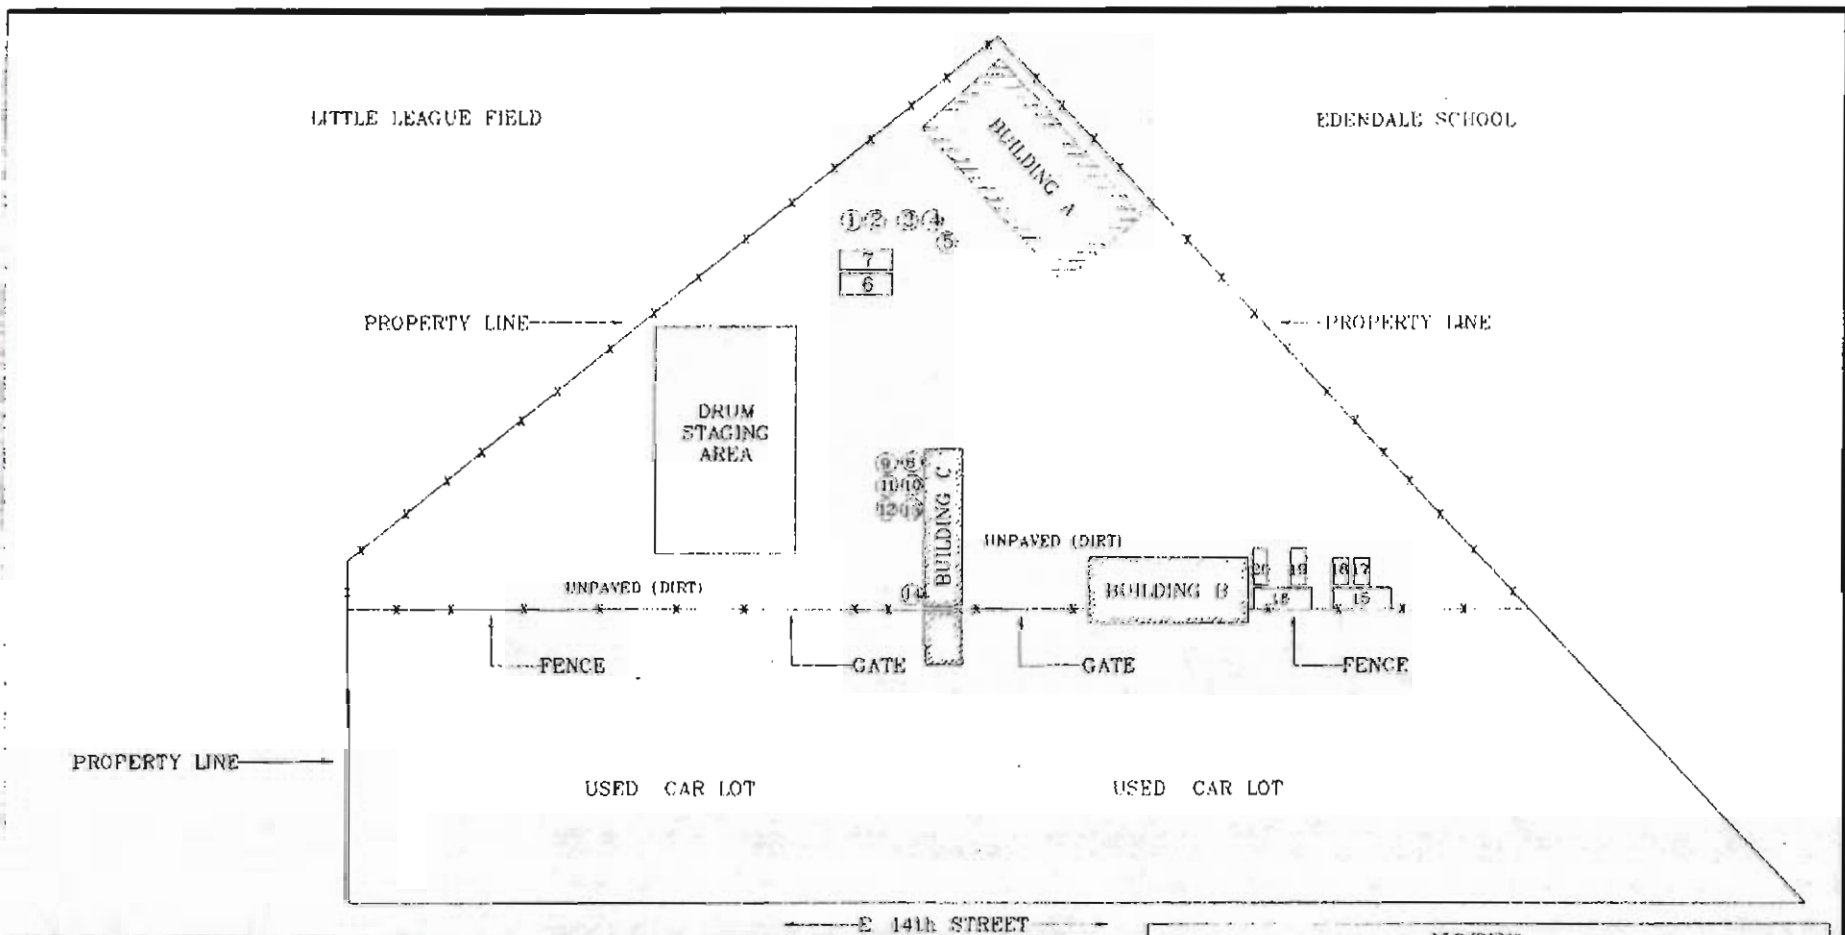 LITTLE LEAGUE FIELD
EDENDALE SCHOOL
BUILDING A
1 2 3 4
5
7
6
PROPERTY LINE
PROPERTY LINE
DRUM
STAGING
AREA
9 8
11 10
12 13
BUILDING C
UNPAVED (DIRT)
20 19 18 17
UNPAVED (DIRT)
14
BUILDING B
15
FENCE
GATE
GATE
FENCE
PROPERTY LINE
USED CAR LOT
USED CAR LOT
E 14th STREET